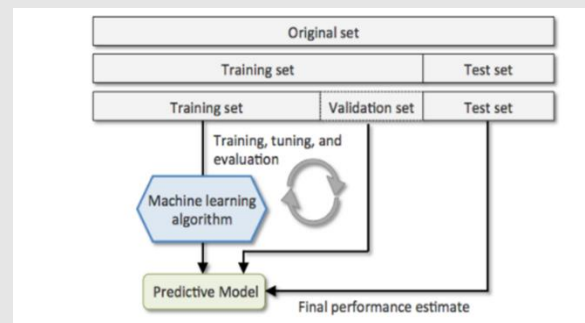 Original set
Training set Test set
Training set Validation set Test set
Training, tuning, and
evaluation
Machine learning
algorithm
Predictive Model
Final performance estimate